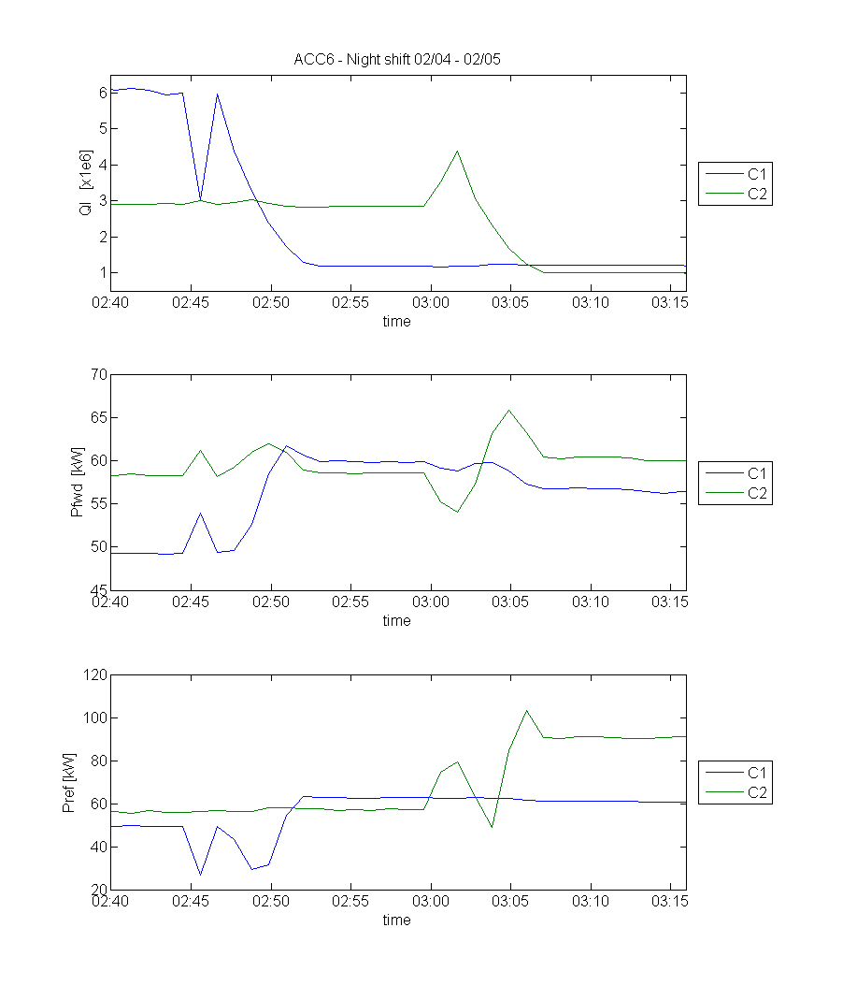 ACC6 - Night shift 02/04 - 02/05
Ql [x1e6]
6
5
4
3
2
1
02:40 02:45 02:50 02:55 03:00 03:05 03:10 03:15
time
C1
C2
Pfwd [kW]
70
65
60
55
50
45
02:40 02:45 02:50 02:55 03:00 03:05 03:10 03:15
time
C1
C2
Pref [kW]
120
100
80
60
40
20
02:40 02:45 02:50 02:55 03:00 03:05 03:10 03:15
time
C1
C2